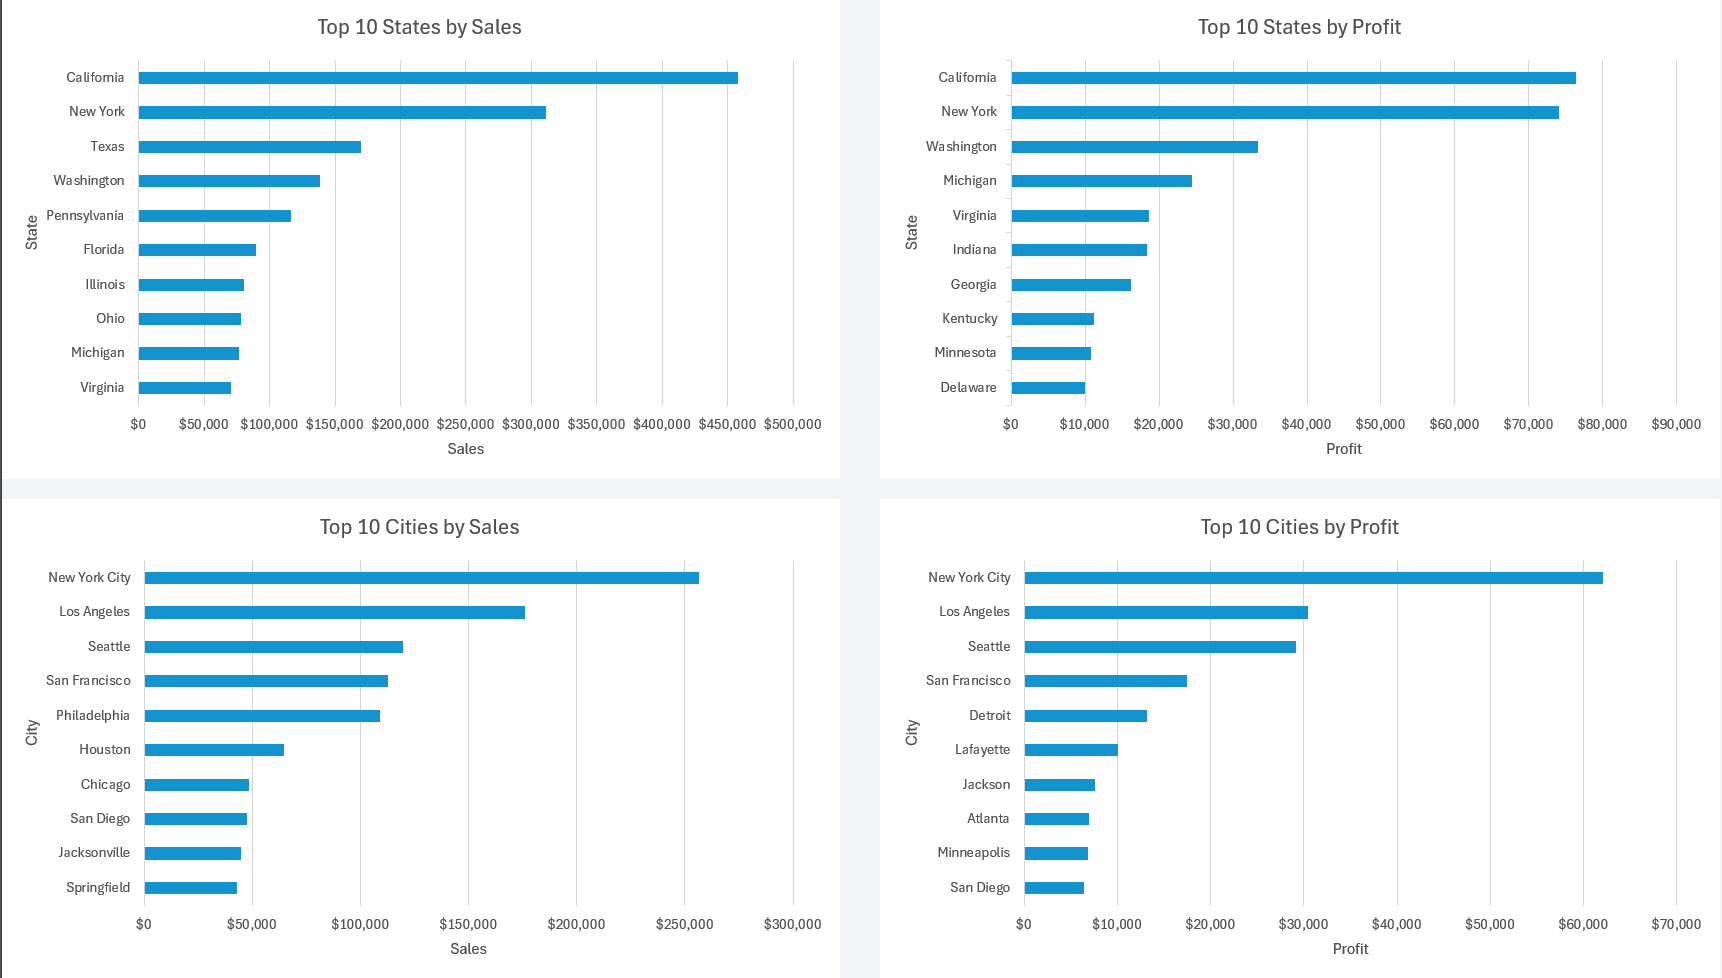 Top 10 States by Sales
California
New York
Texas
Washington
Pennsylvania
Florida
Illinois
Ohio
Michigan
Virginia
State
$0 $50,000 $100,000 $150,000 $200,000 $250,000 $300,000 $350,000 $400,000 $450,000 $500,000
Sales
Top 10 States by Profit
California
New York
Washington
Michigan
Virginia
Indiana
Georgia
Kentucky
Minnesota
Delaware
State
$0 $10,000 $20,000 $30,000 $40,000 $50,000 $60,000 $70,000 $80,000 $90,000
Profit
Top 10 Cities by Sales
New York City
Los Angeles
Seattle
San Francisco
Philadelphia
Houston
Chicago
San Diego
Jacksonville
Springfield
City
$0 $50,000 $100,000 $150,000 $200,000 $250,000 $300,000
Sales
Top 10 Cities by Profit
New York City
Los Angeles
Seattle
San Francisco
Detroit
Lafayette
Jackson
Atlanta
Minneapolis
San Diego
City
$0 $10,000 $20,000 $30,000 $40,000 $50,000 $60,000 $70,000
Profit